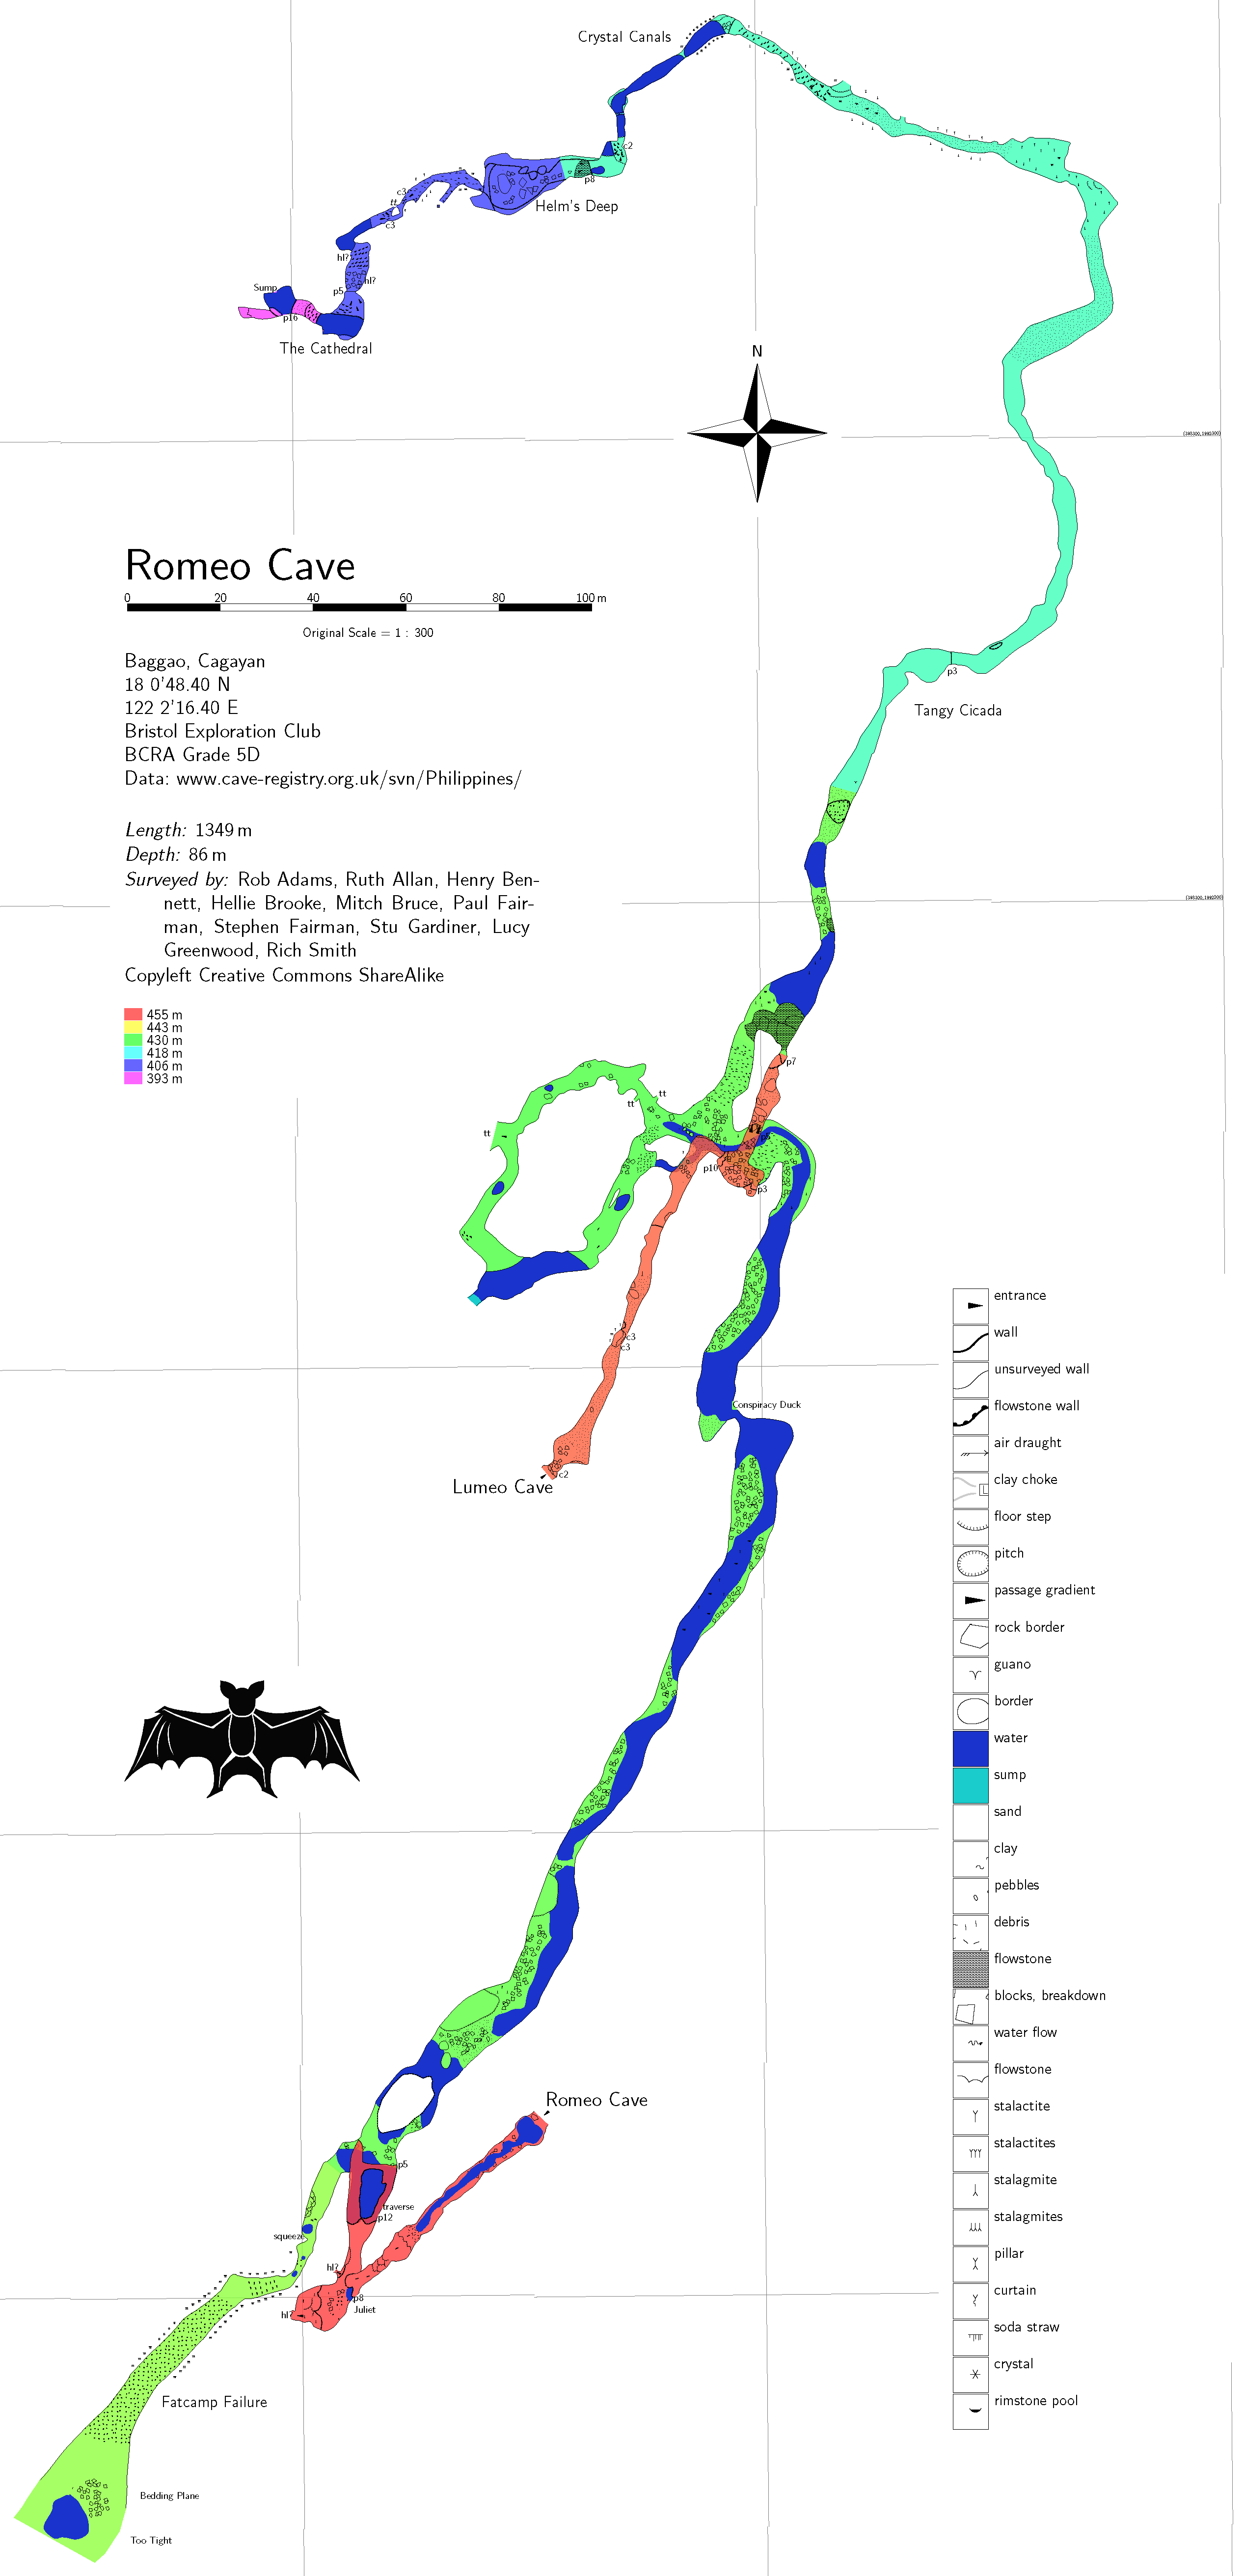 Crystal Canals
c2
p8
c3
tt
c3
Helm's Deep
hl?
hl?
p5
Sump
p16
The Cathedral
N
Romeo Cave
0 20 40 60 80 100 m
Original Scale = 1 : 300
Baggao, Cagayan
18 0'48.40 N
122 2'16.40 E
Bristol Exploration Club
BCRA Grade 5D
Data: www.cave-registry.org.uk/svn/Philippines/
Length: 1349 m
Depth: 86 m
Surveyed by: Rob Adams, Ruth Allan, Henry Ben-
nett, Hellie Brooke, Mitch Bruce, Paul Fair-
man, Stephen Fairman, Stu Gardiner, Lucy
Greenwood, Rich Smith
Copyleft Creative Commons ShareAlike
455 m
443 m
430 m
418 m
406 m
393 m
p3
Tangy Cicada
p7
tt
tt
tt
p10
p3
c3
c3
Conspiracy Duck
c2
Lumeo Cave
Romeo Cave
p5
traverse
p12
squeeze
hl?
p8
hl?
Juliet
Fatcamp Failure
Bedding Plane
Too Tight
entrance
wall
unsurveyed wall
flowstone wall
air draught
clay choke
floor step
pitch
passage gradient
rock border
guano
border
water
sump
sand
clay
pebbles
debris
flowstone
blocks, breakdown
water flow
flowstone
stalactite
stalactites
stalagmite
stalagmites
pillar
curtain
soda straw
crystal
rimstone pool